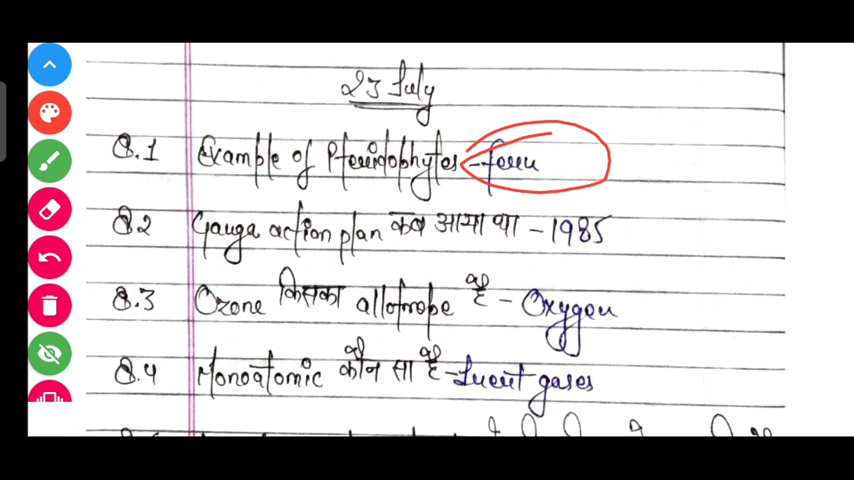 23 July
Q.1 Example of Pteridophytes - fern
Q.2 Ganga action plan कब आया था - 1985
Q.3 Ozone किसका allotrope है - Oxygen
Q.4 Monoatomic कौन सा है - Inert gases